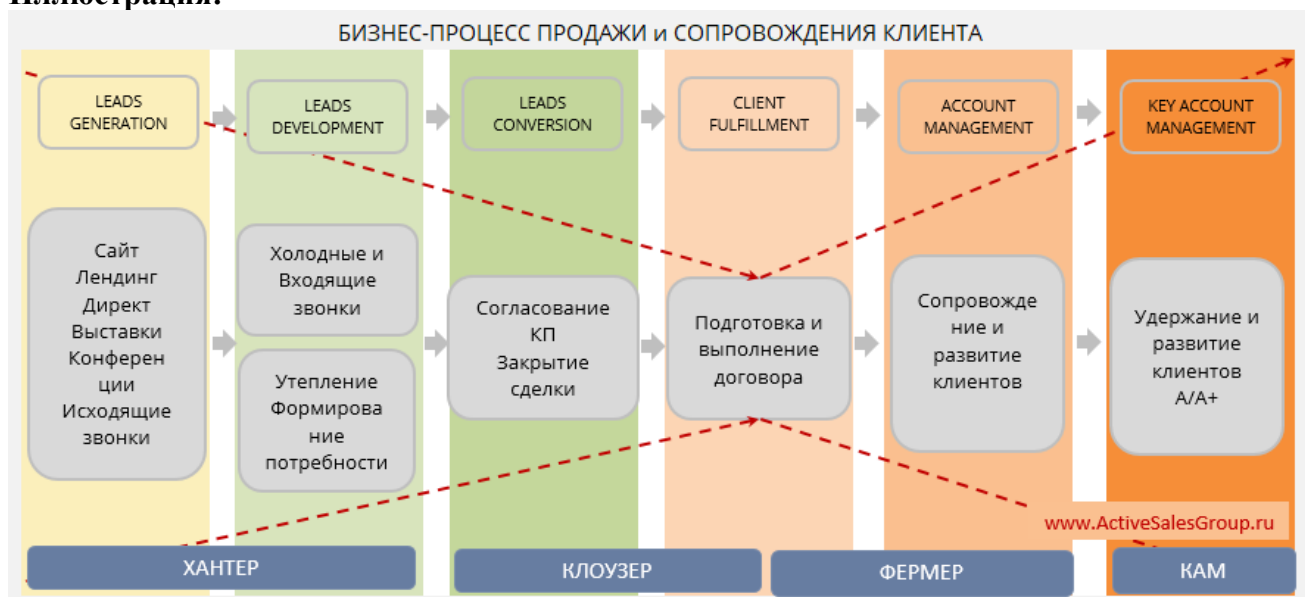 Иллюстрация:
БИЗНЕС-ПРОЦЕСС ПРОДАЖИ и СОПРОВОЖДЕНИЯ КЛИЕНТА
LEADS
GENERATION
LEADS
DEVELOPMENT
LEADS
CONVERSION
CLIENT
FULFILLMENT
ACCOUNT
MANAGEMENT
KEY ACCOUNT
MANAGEMENT
Сайт
Лендинг
Директ
Выставки
Конферен
ции
Исходящие
звонки
Холодные и
Входящие
звонки
Утепление
Формирова
ние
потребности
Согласование
КП
Закрытие
сделки
Подготовка и
выполнение
договора
Сопровожде
ние и
развитие
клиентов
Удержание и
развитие
клиентов
А/А+
www.ActiveSalesGroup.ru
ХАНТЕР
КЛОУЗЕР
ФЕРМЕР
КАМ